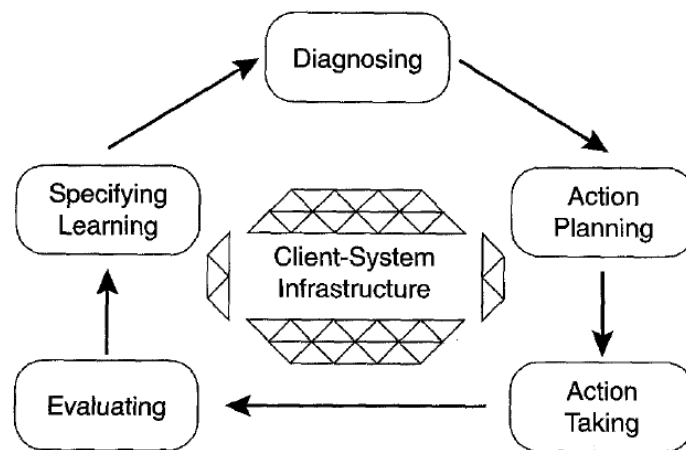 Diagnosing
Specifying
Learning
Action
Planning
Client-System
Infrastructure
Evaluating
Action
Taking